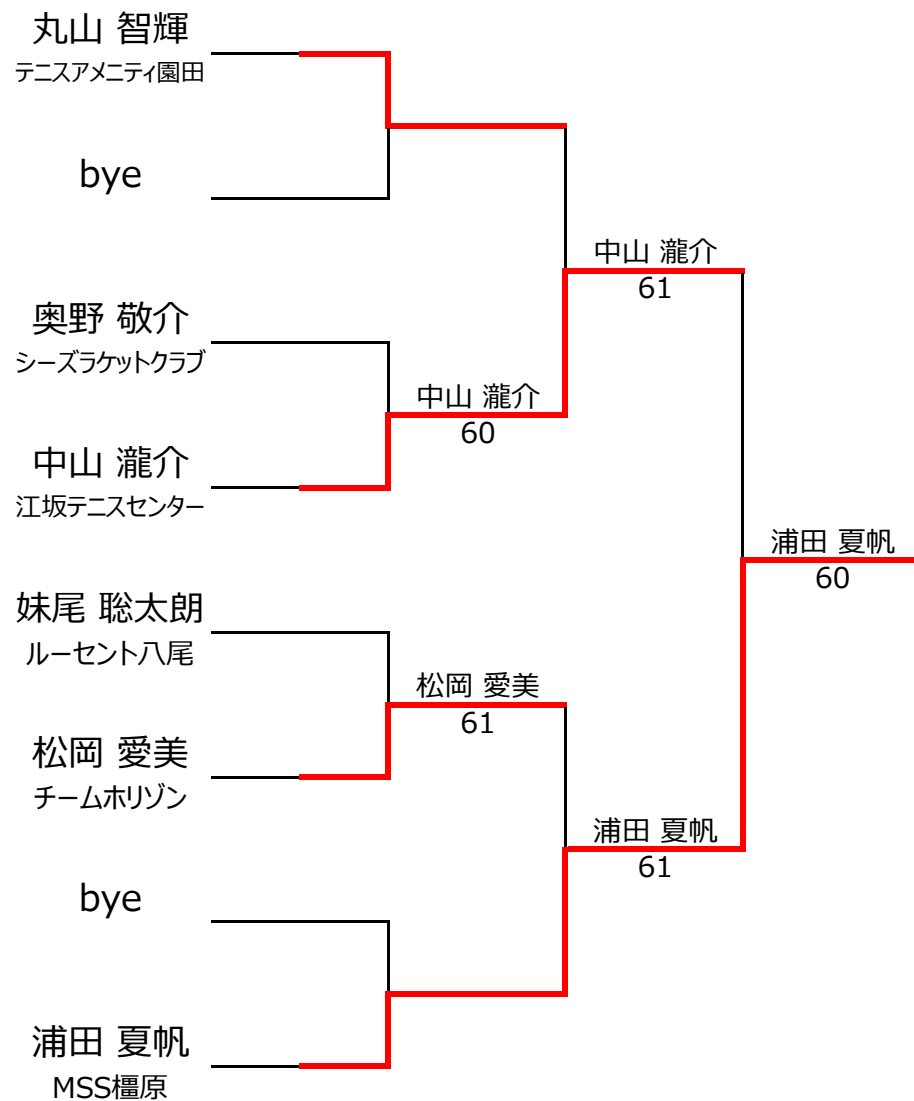 丸山 智輝
テニスアメニティ園田
bye
奥野 敬介
シーズラケットクラブ
中山 瀧介
江坂テニスセンター
妹尾 聡太朗
ルーセント八尾
松岡 愛美
チームホリゾン
bye
浦田 夏帆
MSS橿原
中山 瀧介
60
松岡 愛美
61
中山 瀧介
61
浦田 夏帆
61
浦田 夏帆
60